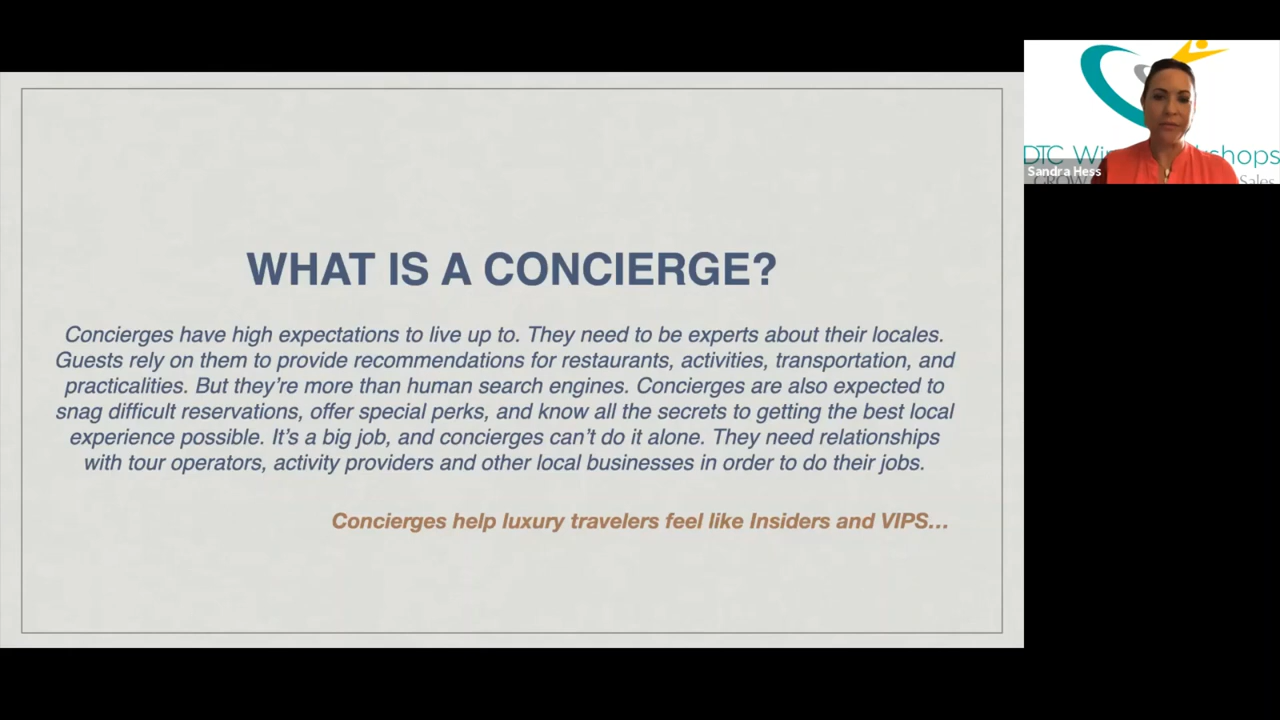 WHAT IS A CONCIERGE?
Concierges have high expectations to live up to. They need to be experts about their locales.
Guests rely on them to provide recommendations for restaurants, activities, transportation, and
practicalities. But they’re more than human search engines. Concierges are also expected to
snag difficult reservations, offer special perks, and know all the secrets to getting the best local
experience possible. It’s a big job, and concierges can’t do it alone. They need relationships
with tour operators, activity providers and other local businesses in order to do their jobs.
Concierges help luxury travelers feel like Insiders and VIPS...
DTC Wi kshops
Sandra Hess
GROW Sales